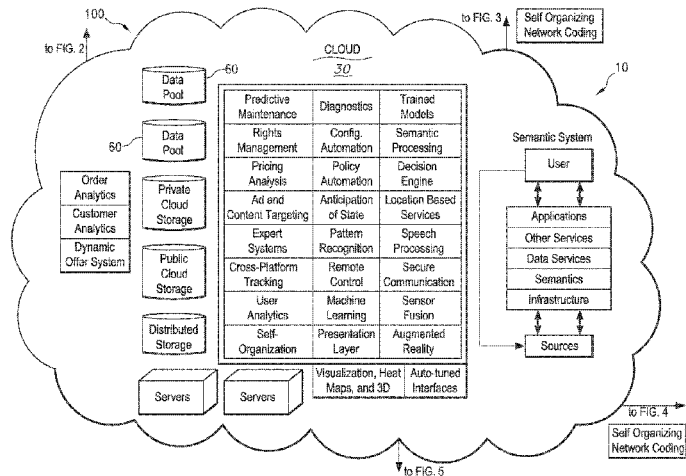 100
to FIG. 2
to FIG. 3
Self Organizing
Network Coding
10
CLOUD
30
Data
Pool
60
Data
Pool
60
Private
Cloud
Storage
Public
Cloud
Storage
Distributed
Storage
Order
Analytics
Customer
Analytics
Dynamic
Offer System
Servers
Servers
Predictive
Maintenance
Diagnostics
Trained
Models
Rights
Management
Config.
Automation
Semantic
Processing
Pricing
Analysis
Policy
Automation
Decision
Engine
Ad and
Content Targeting
Anticipation
of State
Location Based
Services
Expert
Systems
Pattern
Recognition
Speech
Processing
Cross-Platform
Tracking
Remote
Control
Secure
Communication
User
Analytics
Machine
Learning
Sensor
Fusion
Self-
Organization
Presentation
Layer
Augmented
Reality
Visualization, Heat
Maps, and 3D
Auto-tuned
Interfaces
Semantic System
User
Applications
Other Services
Data Services
Semantics
Infrastructure
Sources
to FIG. 4
Self Organizing
Network Coding
to FIG. 5